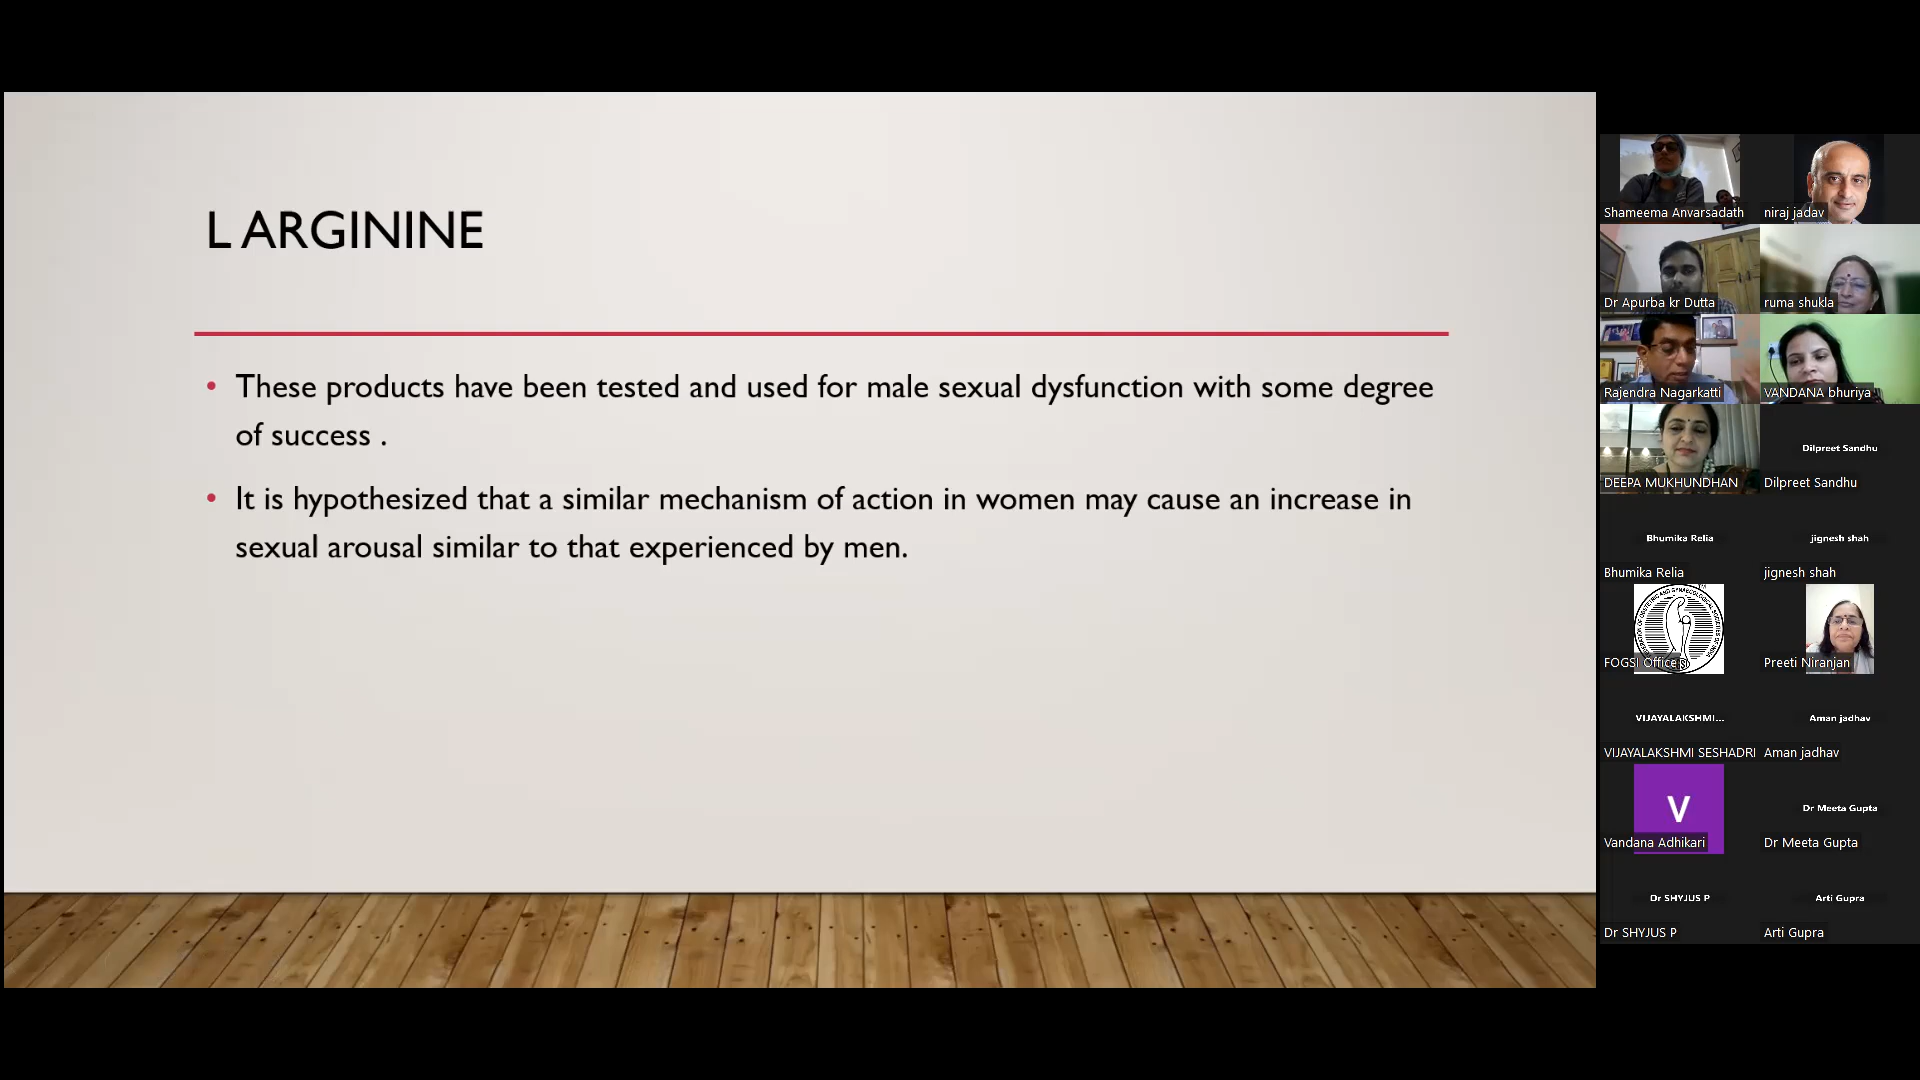 L ARGININE
• These products have been tested and used for male sexual dysfunction with some degree
of success .
• It is hypothesized that a similar mechanism of action in women may cause an increase in
sexual arousal similar to that experienced by men.
Shameema Anvarsadath
niraj jadav
Dr Apurba kr Dutta
ruma shukla
Rajendra Nagarkatti
VANDANA bhuriya
DEEPA MUKHUNDHAN
Dilpreet Sandhu
Dilpreet Sandhu
Bhumika Relia
Bhumika Relia
jignesh shah
jignesh shah
FOGSI Office
Preeti Niranjan
VIJAYALAKSHMI...
VIJAYALAKSHMI SESHADRI
Aman jadhav
Aman jadhav
V
Vandana Adhikari
Dr Meeta Gupta
Dr Meeta Gupta
Dr SHYJUS P
Dr SHYJUS P
Arti Gupra
Arti Gupra